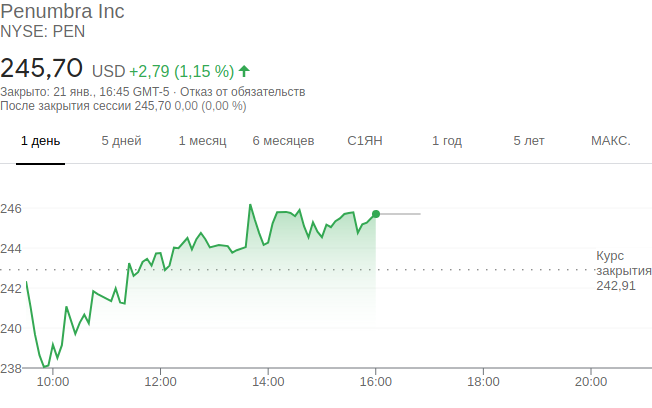 Penumbra Inc
NYSE: PEN
245,70 USD +2,79 (1,15 %)
Закрыто: 21 янв., 16:45 GMT-5 · Отказ от обязательств
После закрытия сессии 245,70 0,00 (0,00 %)
1 день 5 дней 1 месяц 6 месяцев С1ЯН 1 год 5 лет МАКС.
246
244
Курс
закрытия
242,91
242
240
238
10:00 12:00 14:00 16:00 18:00 20:00